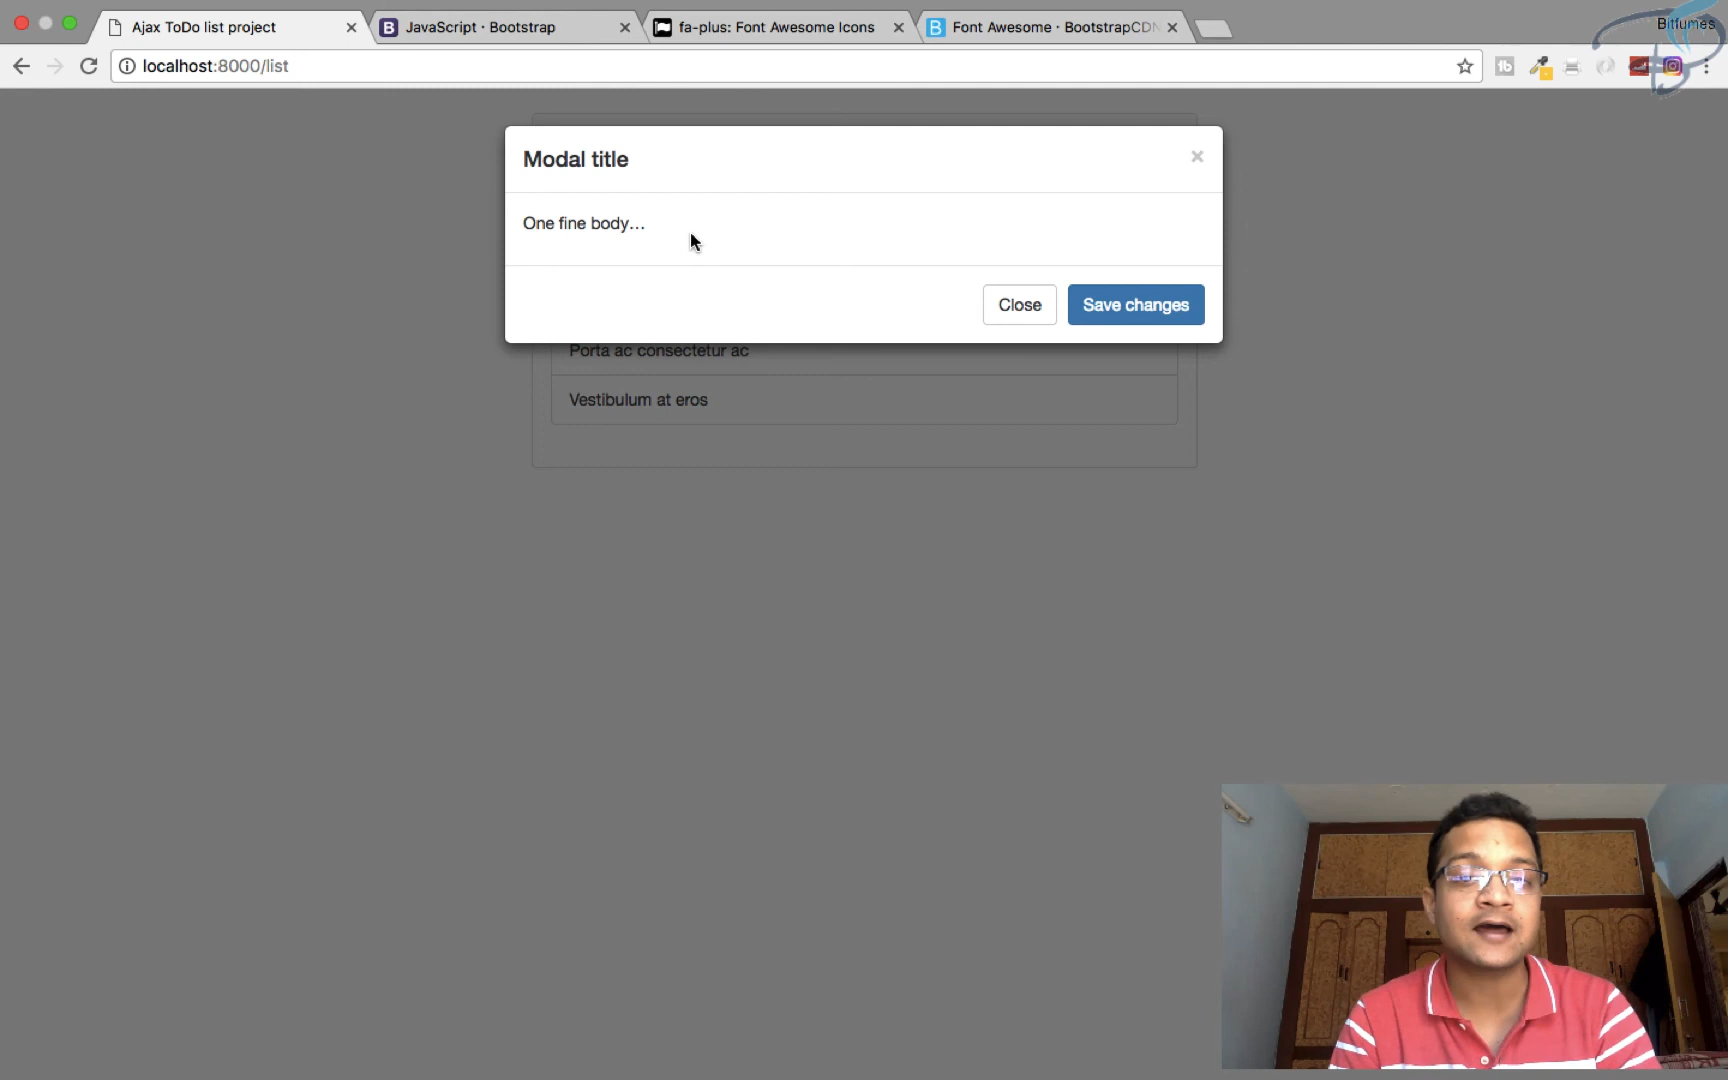 Ajax ToDo list project
JavaScript · Bootstrap
fa-plus: Font Awesome Icons
Font Awesome · BootstrapCDN
Bitfumes
localhost:8000/list
Modal title
×
One fine body...
Close
Save changes
Porta ac consectetur ac
Vestibulum at eros